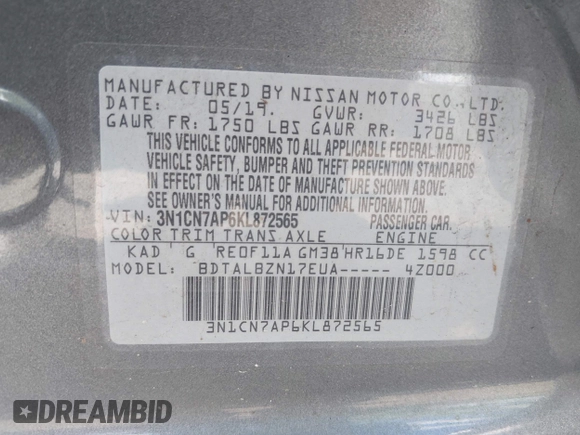 MANUFACTURED BY NISSAN MOTOR CO.,LTD.
DATE: 05/19. GVWR: 3426 LBS
GAWR FR: 1750 LBS GAWR RR: 1708 LBS
THIS VEHICLE CONFORMS TO ALL APPLICABLE FEDERAL MOTOR
VEHICLE SAFETY, BUMPER AND THEFT PREVENTION STANDARDS
IN EFFECT ON THE DATE OF MANUFACTURE SHOWN ABOVE.
SEE OWNER'S MANUAL FOR ADDITIONAL INFORMATION.
VIN: 3N1CN7AP6KL872565 PASSENGER CAR.
COLOR TRIM TRANS AXLE ENGINE
KAD G RE0F11A GM38 HR16DE 1598 CC
MODEL: BDTALBZN17EUA----- 4Z000
3N1CN7AP6KL872565
DREAMBID